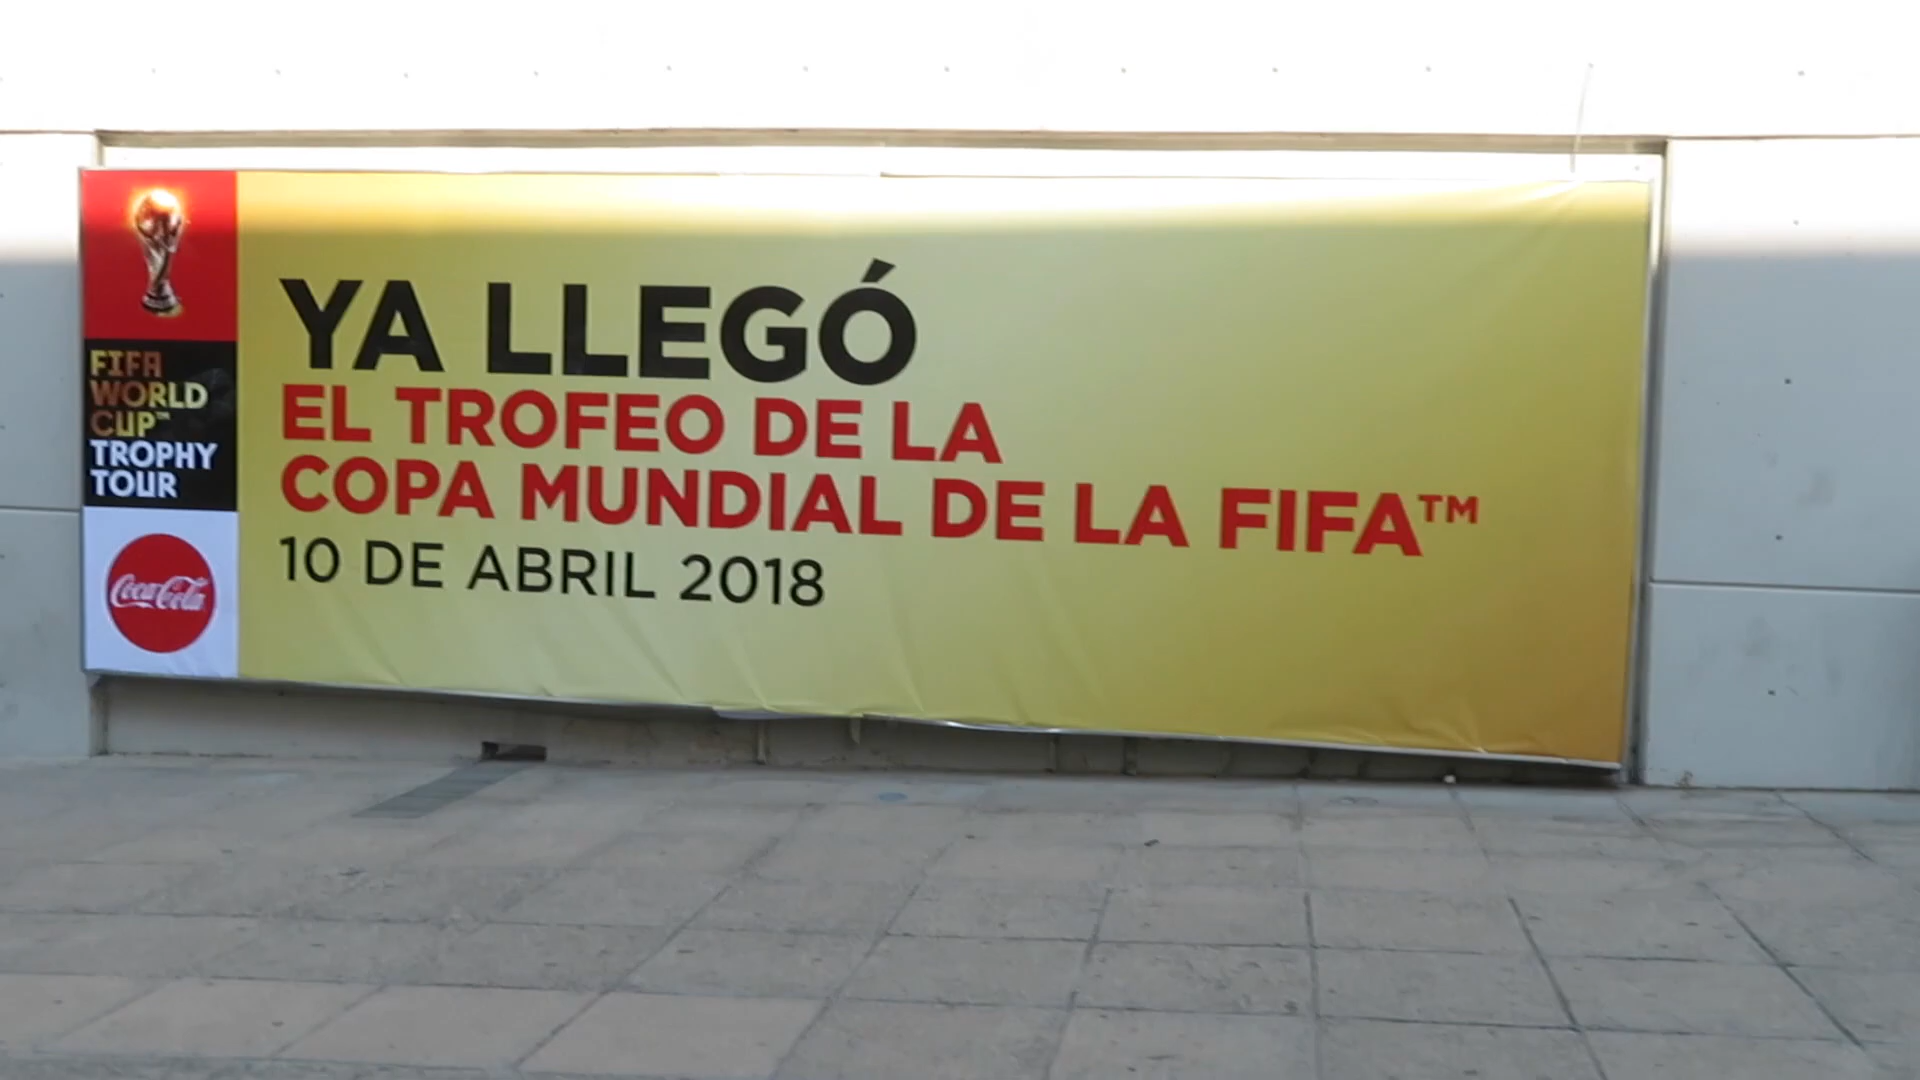 FIFA
WORLD
CUP™
TROPHY
TOUR
Coca-Cola
YA LLEGÓ
EL TROFEO DE LA
COPA MUNDIAL DE LA FIFA™
10 DE ABRIL 2018